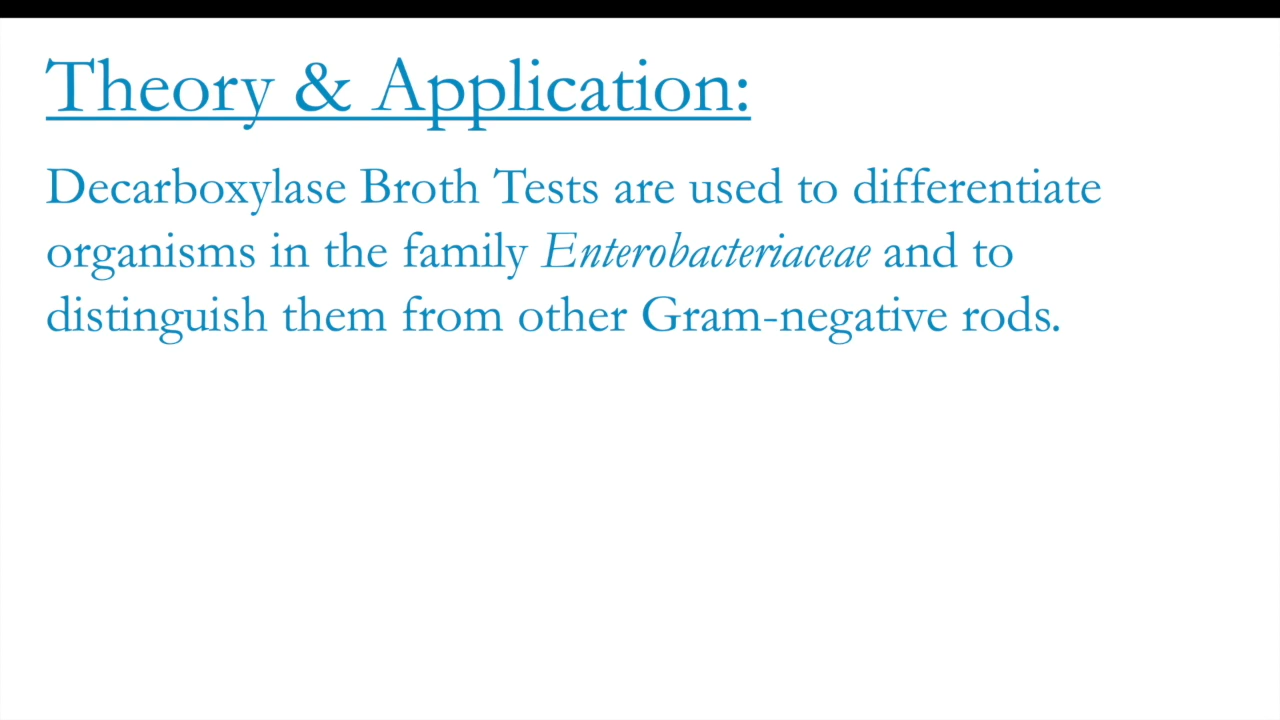 Theory & Application:
Decarboxylase Broth Tests are used to differentiate
organisms in the family Enterobacteriaceae and to
distinguish them from other Gram-negative rods.